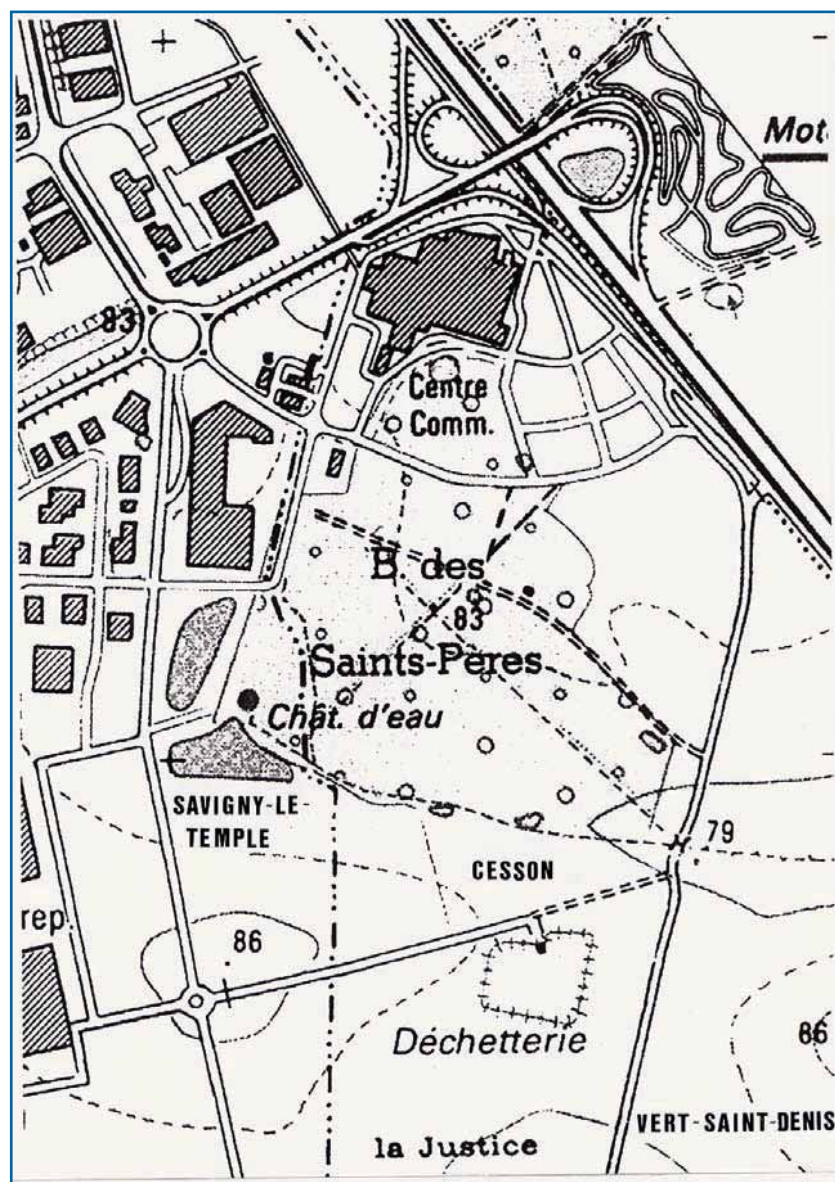 Mot
83
Centre
Comm.
B des
83
Saints-Peres
Chât. d'eau
SAVIGNY-LE-
TEMPLE
79
CESSON
rep.
86
Déchetterie
86
VERT-SAINT-DENIS
la Justice